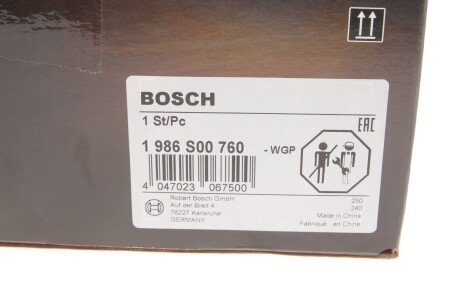 BOSCH
1 St/Pc
1 986 S00 760 - WGP
EAC
4 047023 067500
Robert Bosch GmbH
Auf der Breit 4
76227 Karlsruhe
GERMANY
250
240
Made in China
Fabriqué en Chine